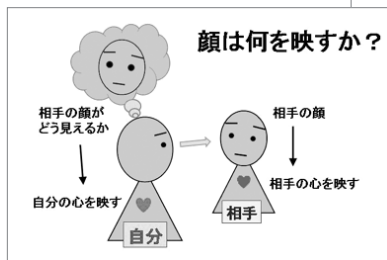 顔は何を映すか？
相手の顔が
どう見えるか
自分の心を映す
自分
相手の顔
相手の心を映す
相手